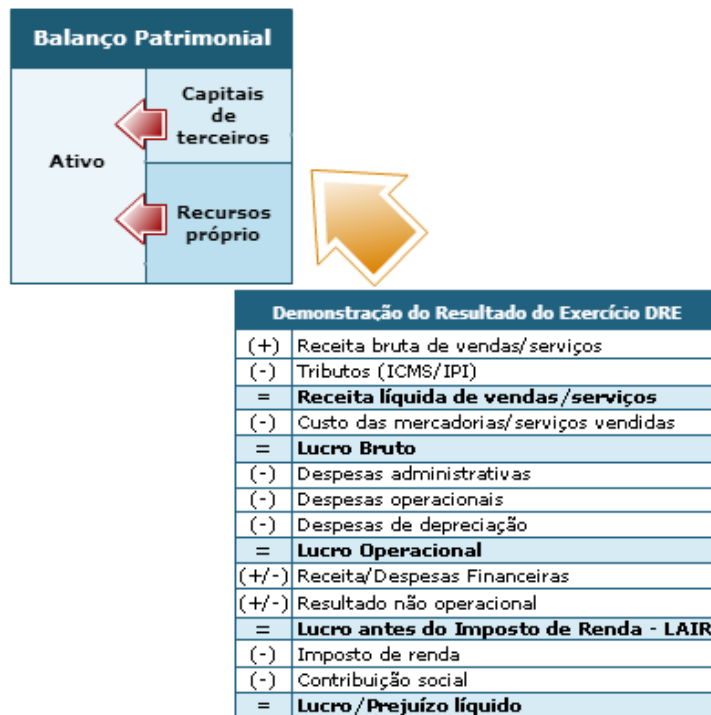 Balanço Patrimonial
Ativo
Capitais
de
terceiros
Recursos
próprio
Demonstração do Resultado do Exercício DRE
(+) Receita bruta de vendas/serviços
(-) Tributos (ICMS/IPI)
= Receita líquida de vendas/serviços
(-) Custo das mercadorias/serviços vendidas
= Lucro Bruto
(-) Despesas administrativas
(-) Despesas operacionais
(-) Despesas de depreciação
= Lucro Operacional
(+/-) Receita/Despesas Financeiras
(+/-) Resultado não operacional
= Lucro antes do Imposto de Renda - LAIR
(-) Imposto de renda
(-) Contribuição social
= Lucro/Prejuízo líquido